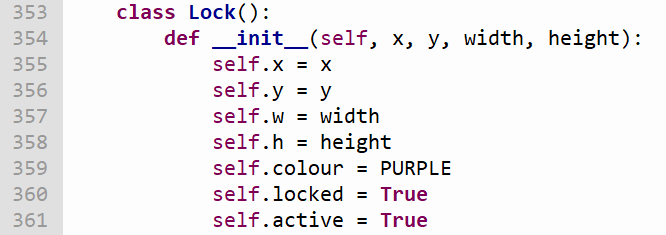 353 class Lock():
354 def __init__(self, x, y, width, height):
355 self.x = x
356 self.y = y
357 self.w = width
358 self.h = height
359 self.colour = PURPLE
360 self.locked = True
361 self.active = True